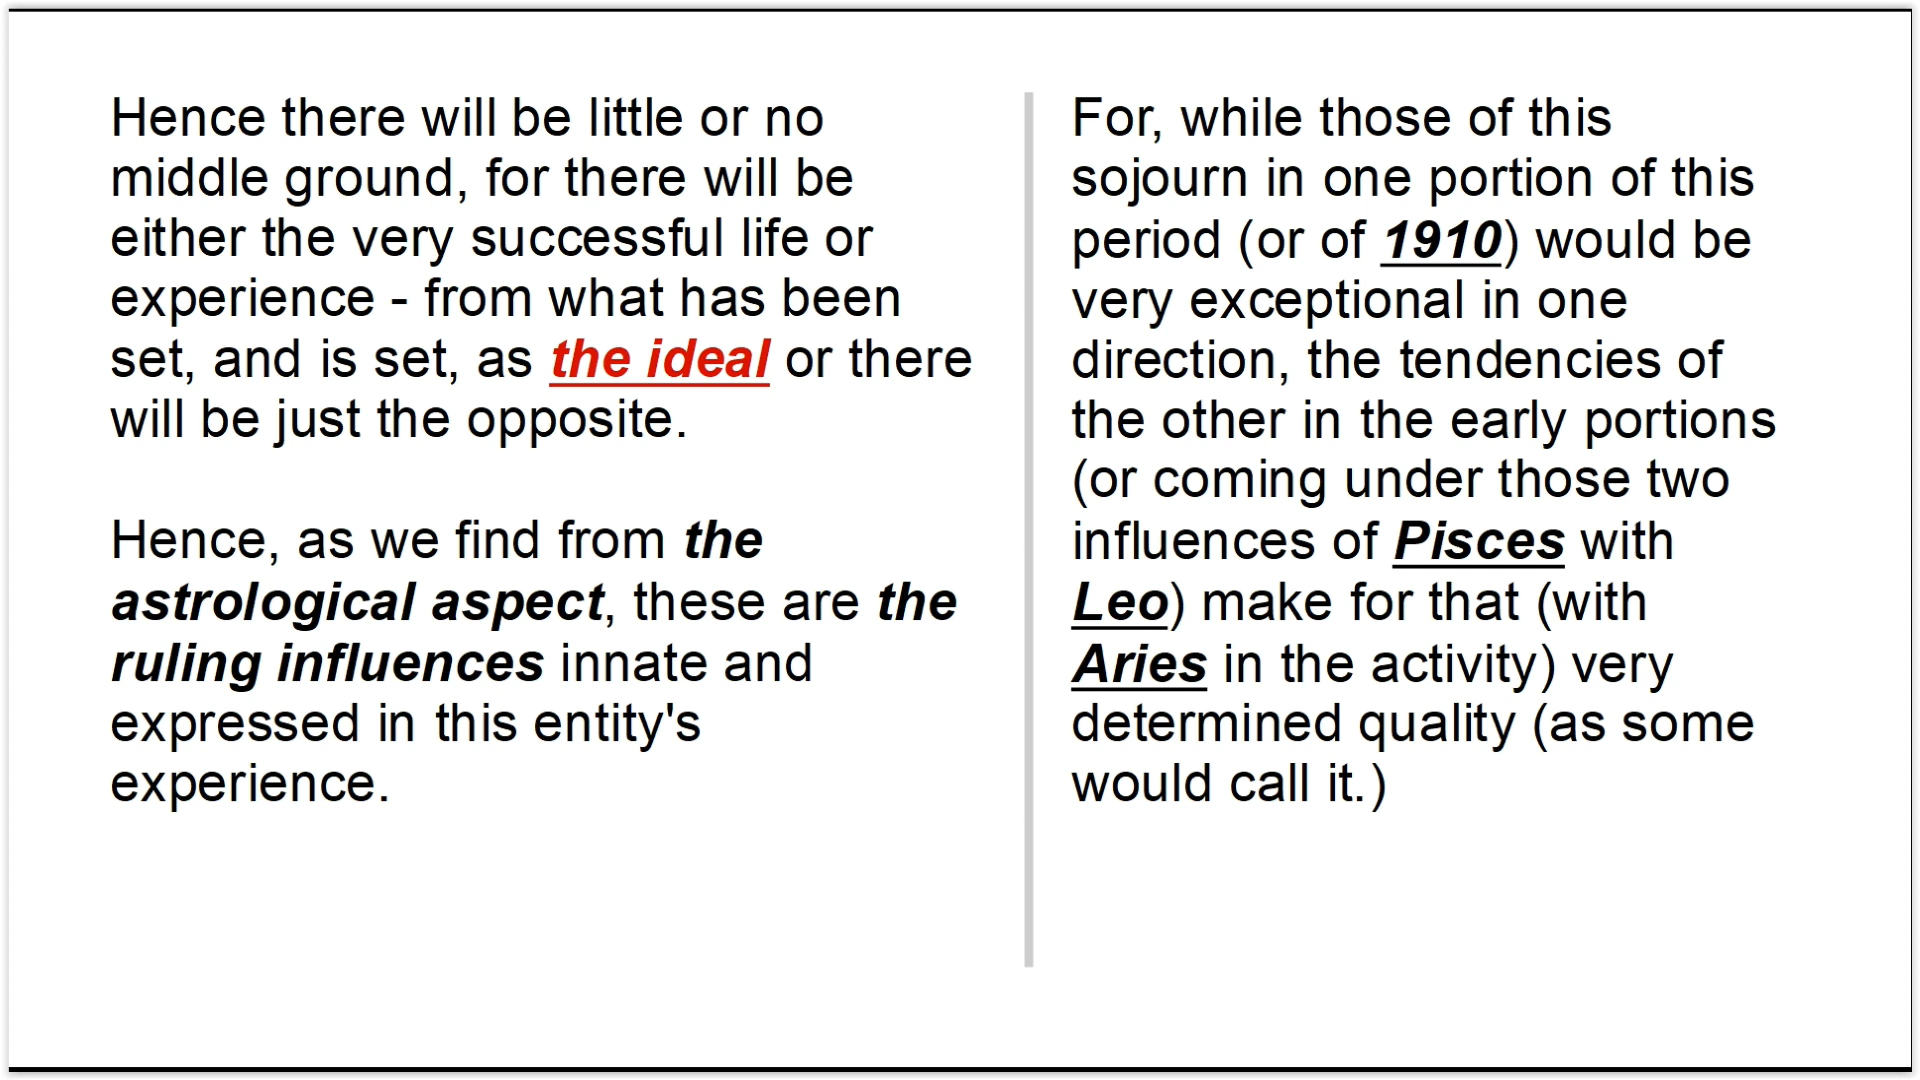 Hence there will be little or no
middle ground, for there will be
either the very successful life or
experience - from what has been
set, and is set, as the ideal or there
will be just the opposite.
Hence, as we find from the
astrological aspect, these are the
ruling influences innate and
expressed in this entity's
experience.
For, while those of this
sojourn in one portion of this
period (or of 1910) would be
very exceptional in one
direction, the tendencies of
the other in the early portions
(or coming under those two
influences of Pisces with
Leo) make for that (with
Aries in the activity) very
determined quality (as some
would call it.)